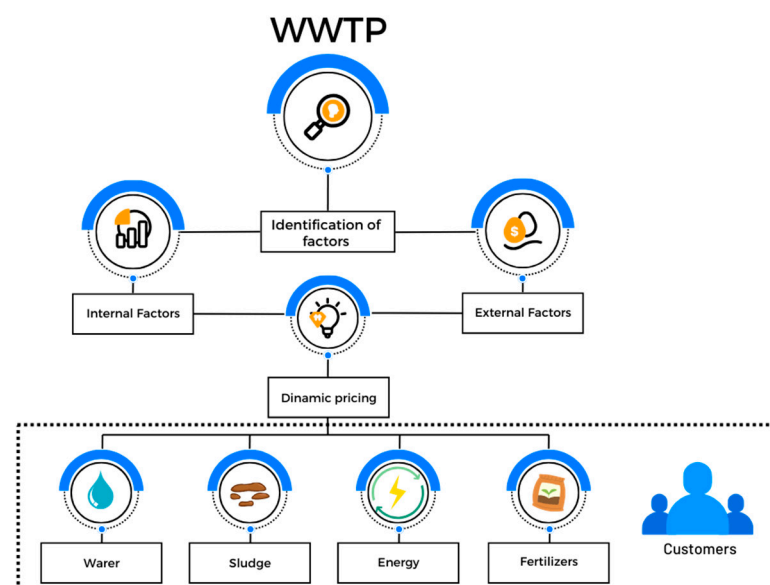 WWTP
Identification of
factors
Internal Factors
External Factors
Dinamic pricing
Warer
Sludge
Energy
Fertilizers
Customers